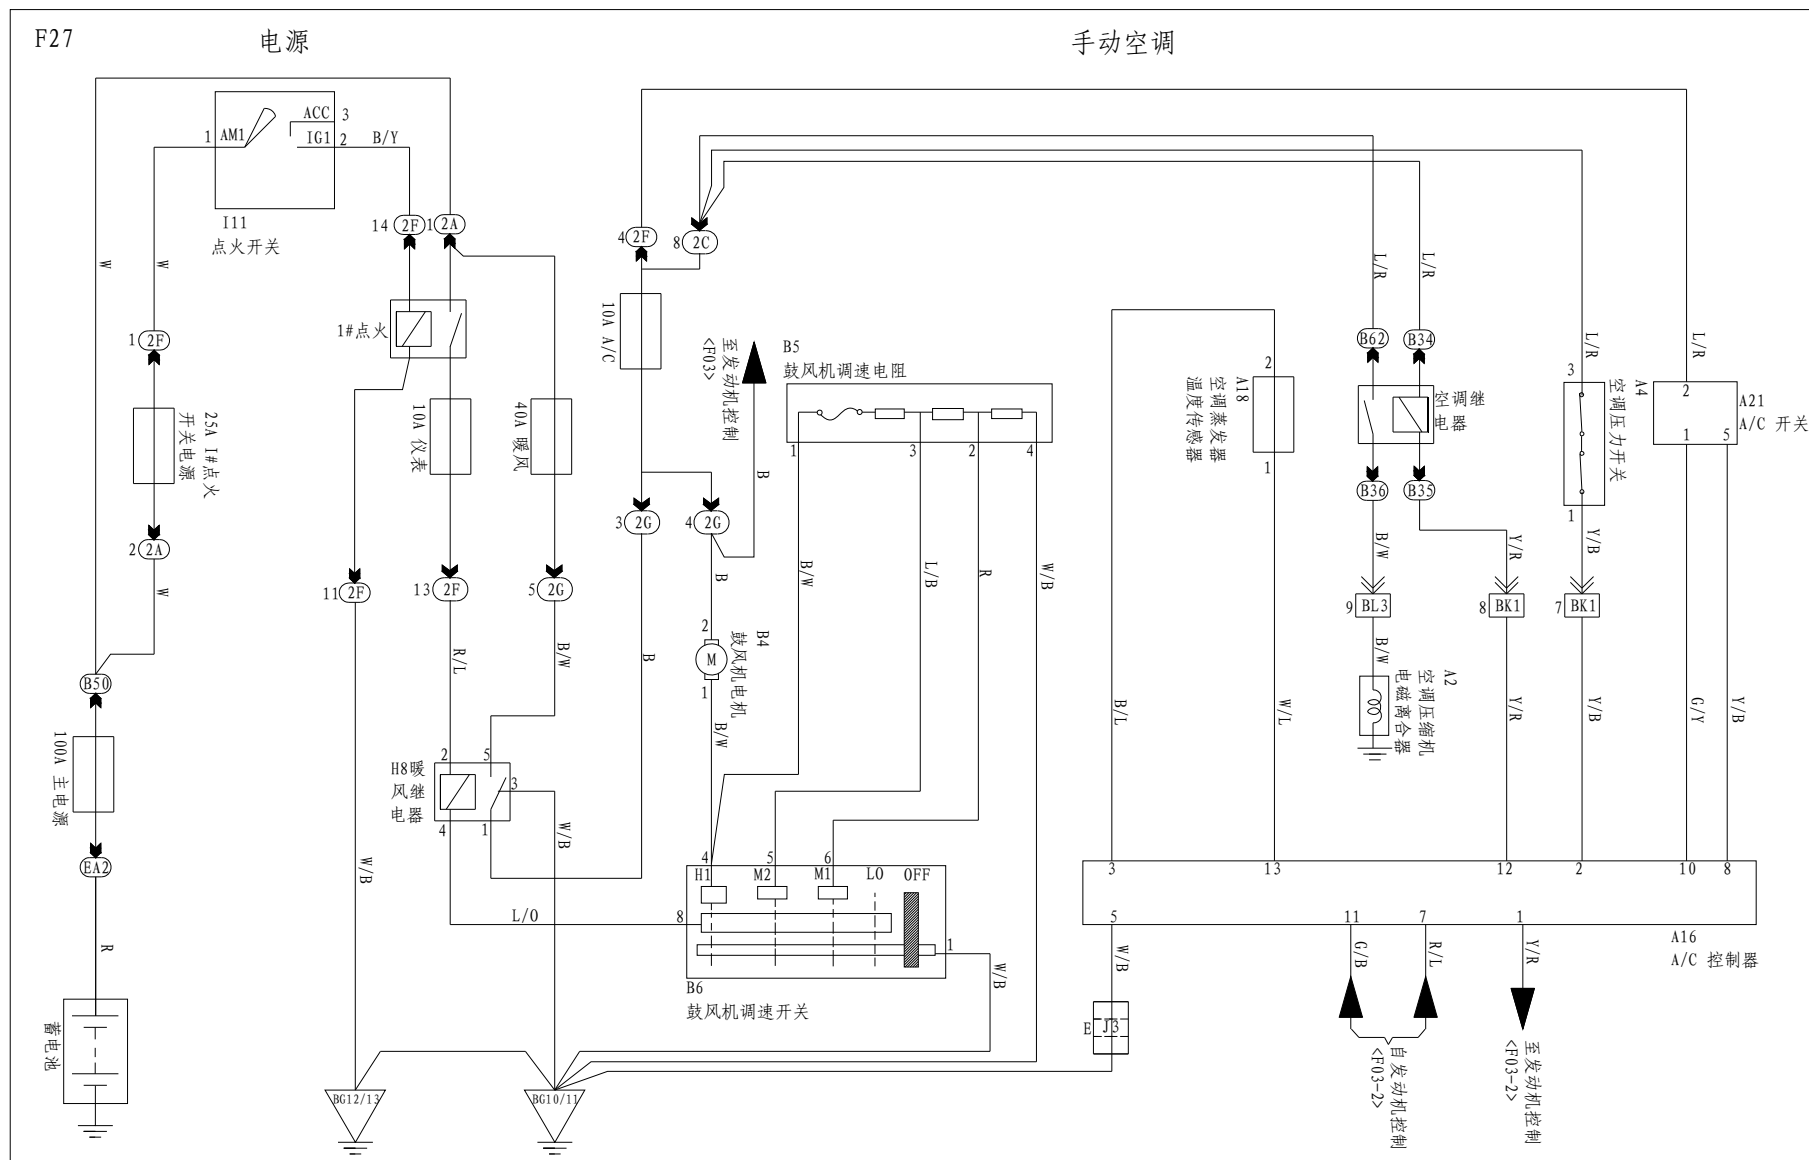 F27
电源
手动空调
ACC
3
1
AM1
IG1
2
B/Y
I11
点火开关
14
2F
1
2A
4
2F
8
2C
W
W
L/R
L/R
1#点火
10A A/C
至发动机控制
<F03>
B5
鼓风机调速电阻
1
2F
25A I#点火
开关电源
10A 仪表
40A 暖风
1
3
2
4
2
A18
空调蒸发器
温度传感器
1
B62
B34
空调继
电器
B36
B35
L/R
3
A4
空调压力开关
1
L/R
2
A21
A/C 开关
1
5
2
2A
W
B
3
2G
4
2G
11
2F
13
2F
5
2G
B
B/W
L/B
R
W/B
B/W
Y/R
Y/B
9
BL3
8
BK1
7
BK1
2
M
1
B4
鼓风机电机
R/L
B/W
B
B/W
B50
100A 主电源
B/L
W/L
B/W
A2
空调压缩机
电磁离合器
Y/R
Y/B
G/Y
Y/B
H8暖
风继
电器
2
5
3
4
1
EA2
W/B
W/B
4
5
6
H1
M2
M1
LO
OFF
3
13
12
2
10
8
L/O
8
1
5
11
7
1
R
W/B
W/B
G/B
R/L
Y/R
A16
A/C 控制器
B6
鼓风机调速开关
E
J3
蓄电池
自发动机控制
<F03-2>
至发动机控制
<F03-2>
BG12/13
BG10/11